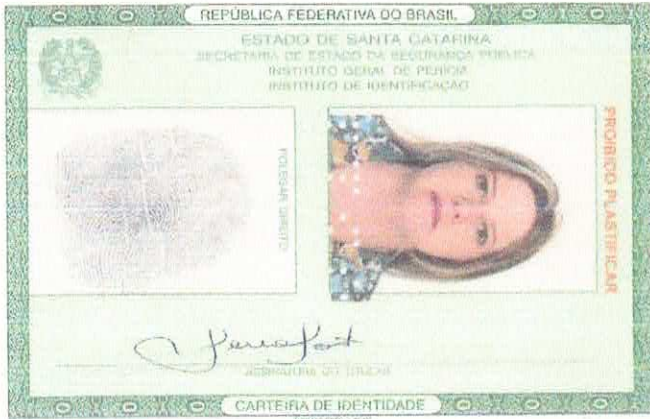 REPÚBLICA FEDERATIVA DO BRASIL
ESTADO DE SANTA CATARINA
SECRETARIA DE ESTADO DA SEGURANÇA PÚBLICA
INSTITUTO GERAL DE PERÍCIA
INSTITUTO DE IDENTIFICAÇÃO
POLEGAR DIREITO
PROIBIDO PLASTIFICAR
ASSINATURA DO TITULAR
CARTEIRA DE IDENTIDADE